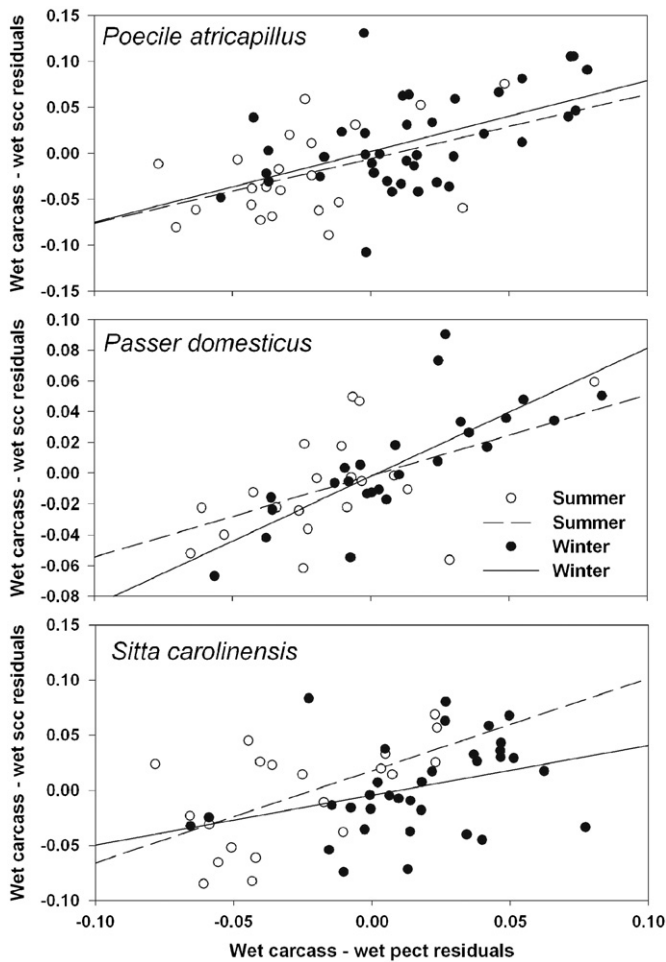 Poecile atricapillus
Wet carcass - wet scc residuals
0.15
0.10
0.05
0.00
-0.05
-0.10
0.15
Passer domesticus
Wet carcass - wet scc residuals
0.10
0.08
0.06
0.04
0.02
0.00
-0.02
-0.04
-0.06
-0.08
Summer
Summer
Winter
Winter
Sitta carolinensis
Wet carcass - wet scc residuals
0.15
0.10
0.05
0.00
-0.05
-0.10
-0.10
-0.05
0.00
0.05
0.10
Wet carcass - wet pect residuals